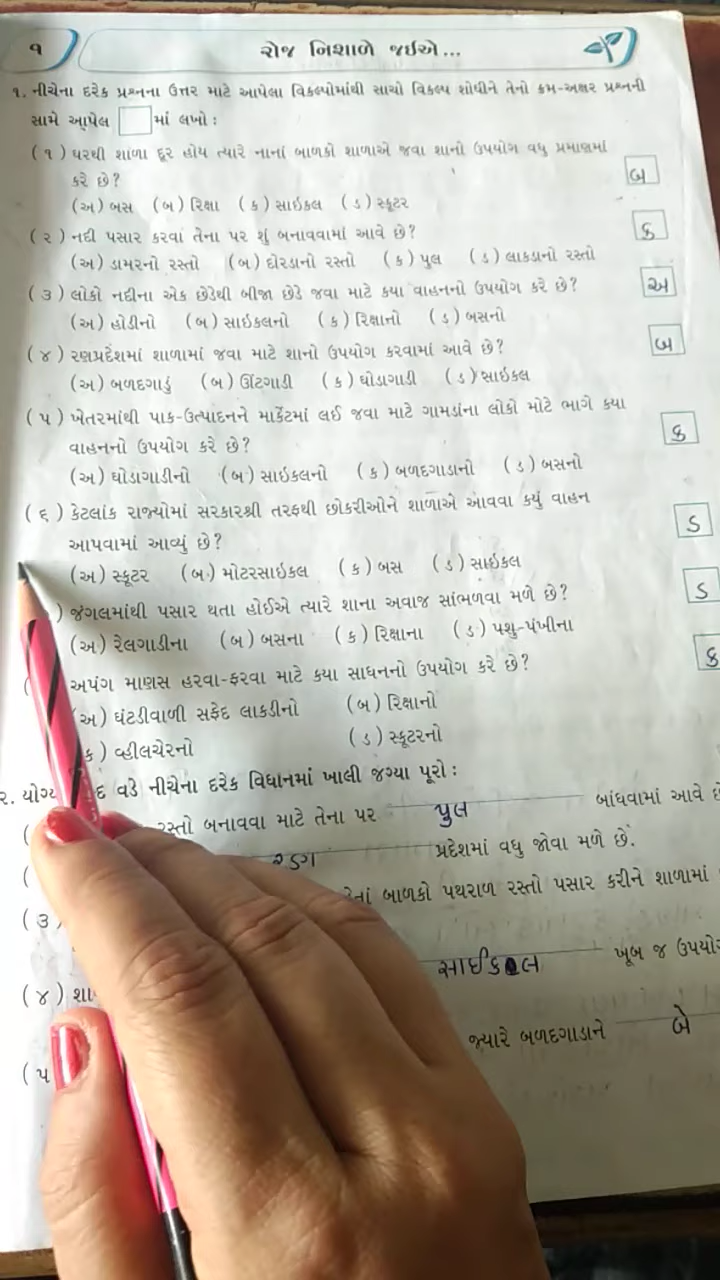 ૧ રોજ નિશાળે જઈએ...
૧. નીચેના દરેક પ્રશ્નના ઉત્તર માટે આપેલા વિકલ્પોમાંથી સાચો વિકલ્પ શોધીને તેનો ક્રમ-અક્ષર પ્રશ્નની
સામે આપેલ માં લખો :
(૧) ઘરથી શાળા દૂર હોય ત્યારે નાનાં બાળકો શાળાએ જવા શાનો ઉપયોગ વધુ પ્રમાણમાં
કરે છે? બ
(અ) બસ (બ) રિક્ષા (ક) સાઇકલ (ડ) સ્કૂટર
(૨) નદી પસાર કરવા તેના પર શું બનાવવામાં આવે છે? ક
(અ) ડામરનો રસ્તો (બ) દોરડાનો રસ્તો (ક) પુલ (ડ) લાકડાનો રસ્તો
(૩) લોકો નદીના એક છેડેથી બીજા છેડે જવા માટે કયા વાહનનો ઉપયોગ કરે છે? અ
(અ) હોડીનો (બ) સાઇકલનો (ક) રિક્ષાનો (ડ) બસનો
(૪) રણપ્રદેશમાં શાળામાં જવા માટે શાનો ઉપયોગ કરવામાં આવે છે? બ
(અ) બળદગાડું (બ) ઊંટગાડી (ક) ઘોડાગાડી (ડ) સાઇકલ
(૫) ખેતરમાંથી પાક-ઉત્પાદનને માર્કેટમાં લઈ જવા માટે ગામડાંના લોકો મોટે ભાગે કયા
વાહનનો ઉપયોગ કરે છે? ક
(અ) ઘોડાગાડીનો (બ) સાઇકલનો (ક) બળદગાડાનો (ડ) બસનો
(૬) કેટલાંક રાજ્યોમાં સરકારશ્રી તરફથી છોકરીઓને શાળાએ આવવા કયું વાહન
આપવામાં આવ્યું છે? ડ
(અ) સ્કૂટર (બ) મોટરસાઇકલ (ક) બસ (ડ) સાઇકલ
) જંગલમાંથી પસાર થતા હોઈએ ત્યારે શાના અવાજ સાંભળવા મળે છે? ડ
(અ) રેલગાડીના (બ) બસના (ક) રિક્ષાના (ડ) પશુ-પંખીના
( અપંગ માણસ હરવા-ફરવા માટે કયા સાધનનો ઉપયોગ કરે છે? ક
(અ) ઘંટડીવાળી સફેદ લાકડીનો (બ) રિક્ષાનો
ક) વ્હીલચેરનો (ડ) સ્કૂટરનો
૨. વડે નીચેના દરેક વિધાનમાં ખાલી જગ્યા પૂરો :
( રસ્તો બનાવવા માટે તેના પર પુલ બાંધવામાં આવે
( પ્રદેશમાં વધુ જોવા મળે છે.
(૩ બાળકો પથરાળ રસ્તો પસાર કરીને શાળામાં
સાઈકલ ખૂબ જ
(૪)
જ્યારે બળદગાડાને બે
(૫